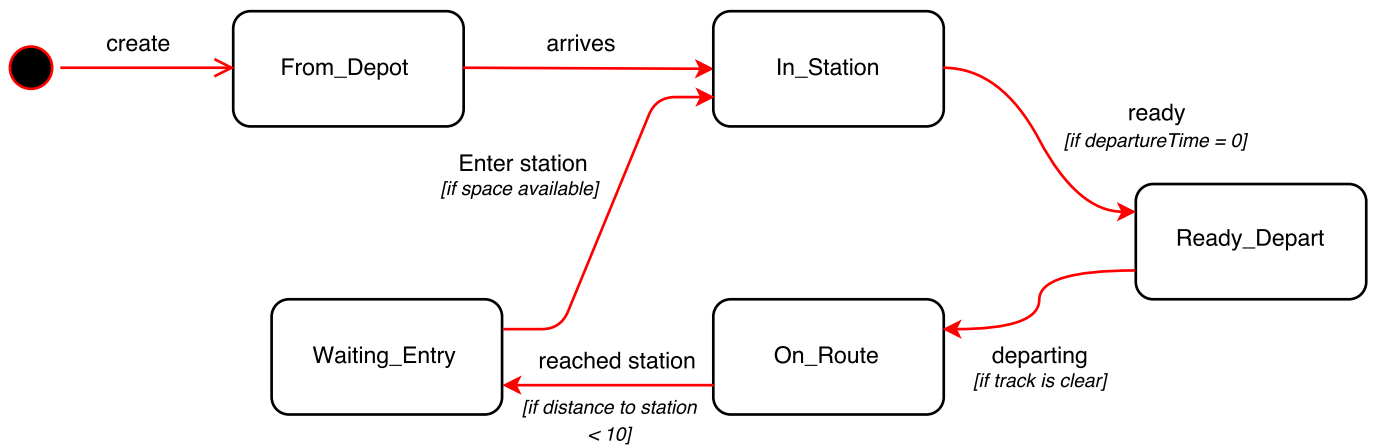 create
From_Depot
arrives
In_Station
ready
[if departureTime = 0]
Enter station
[if space available]
Ready_Depart
Waiting_Entry
reached station
[if distance to station
< 10]
On_Route
departing
[if track is clear]